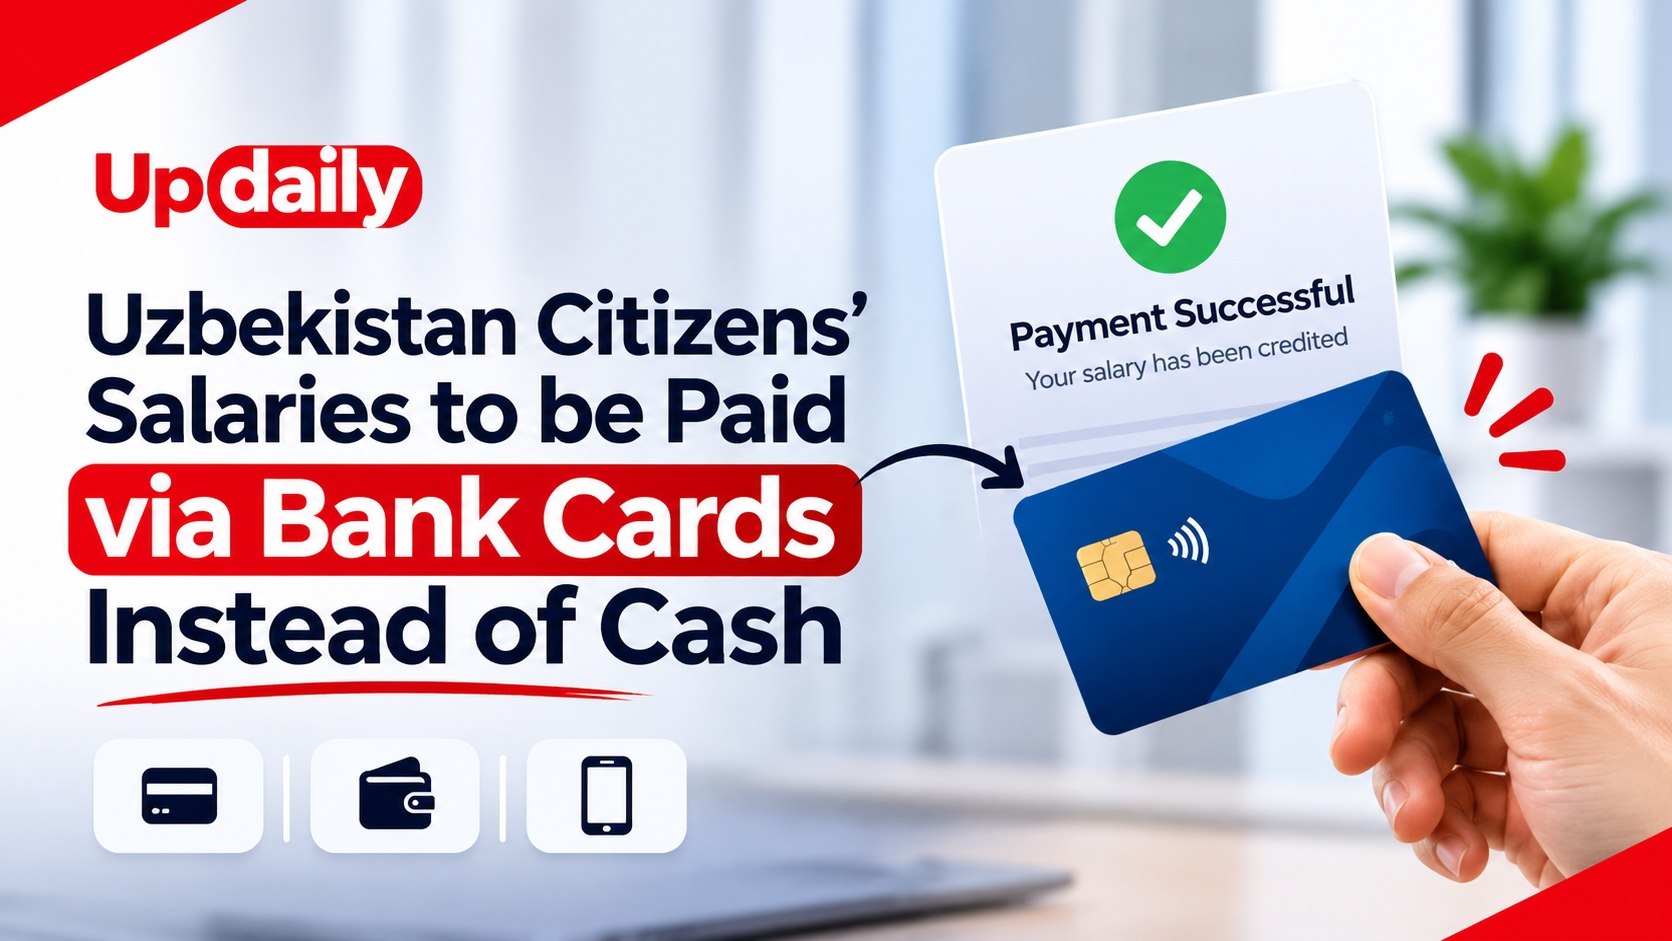 Updaily
Uzbekistan Citizens’
Salaries to be Paid
via Bank Cards
Instead of Cash
Payment Successful
Your salary has been credited